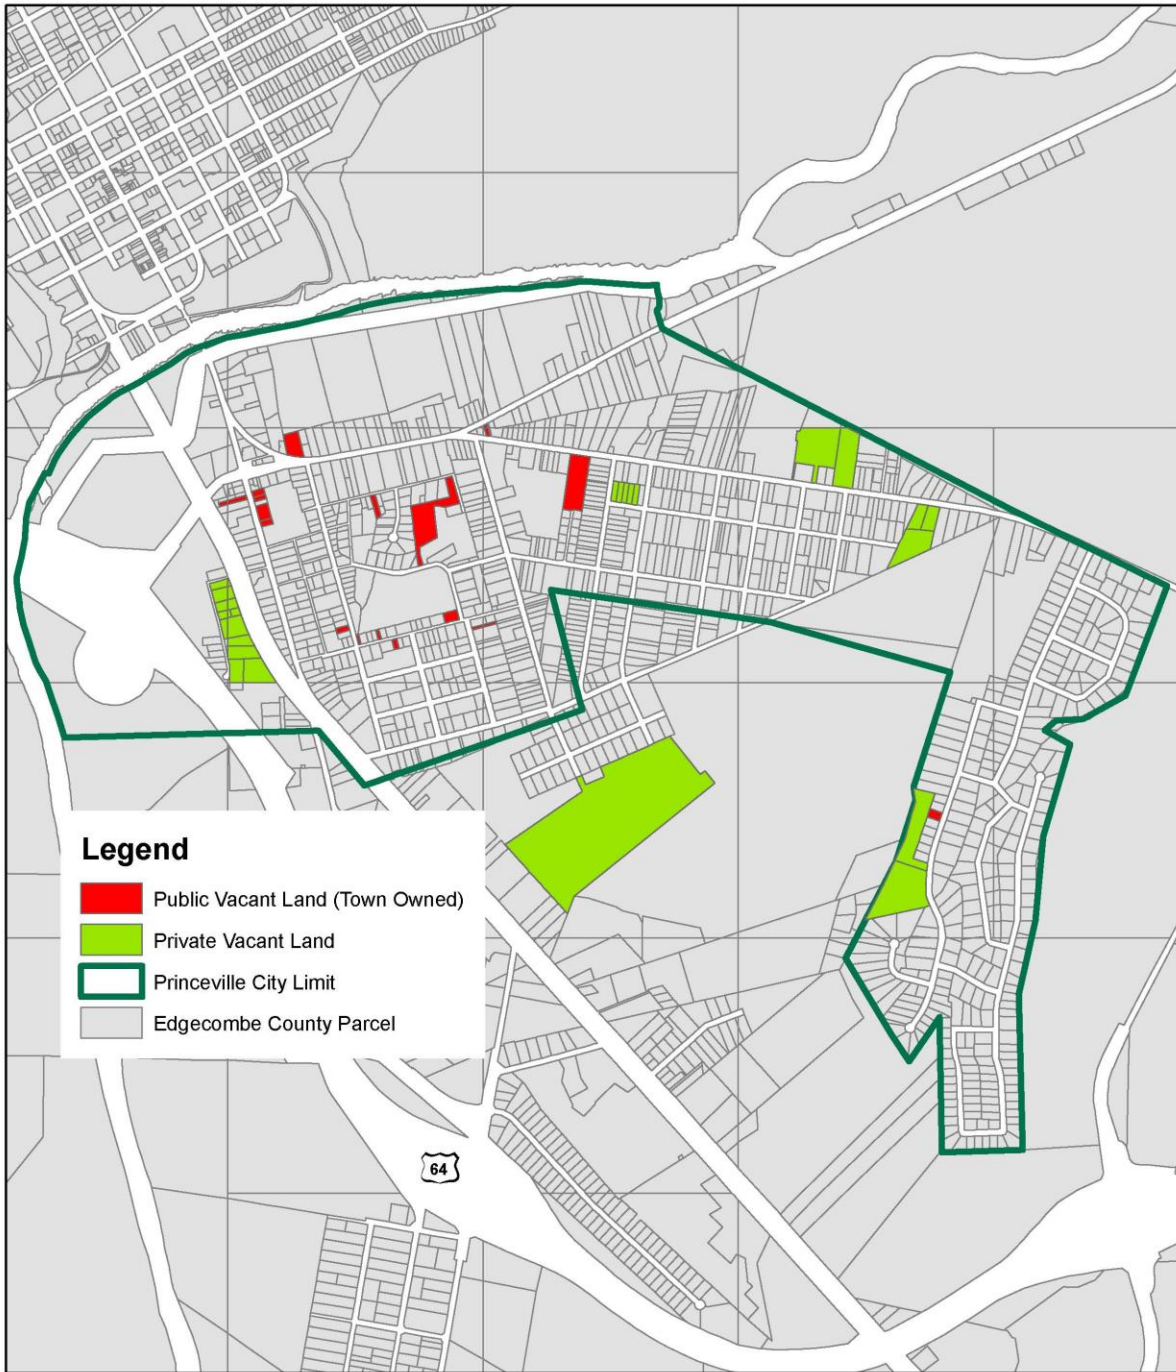 Legend
Public Vacant Land (Town Owned)
Private Vacant Land
Princeville City Limit
Edgecombe County Parcel
64